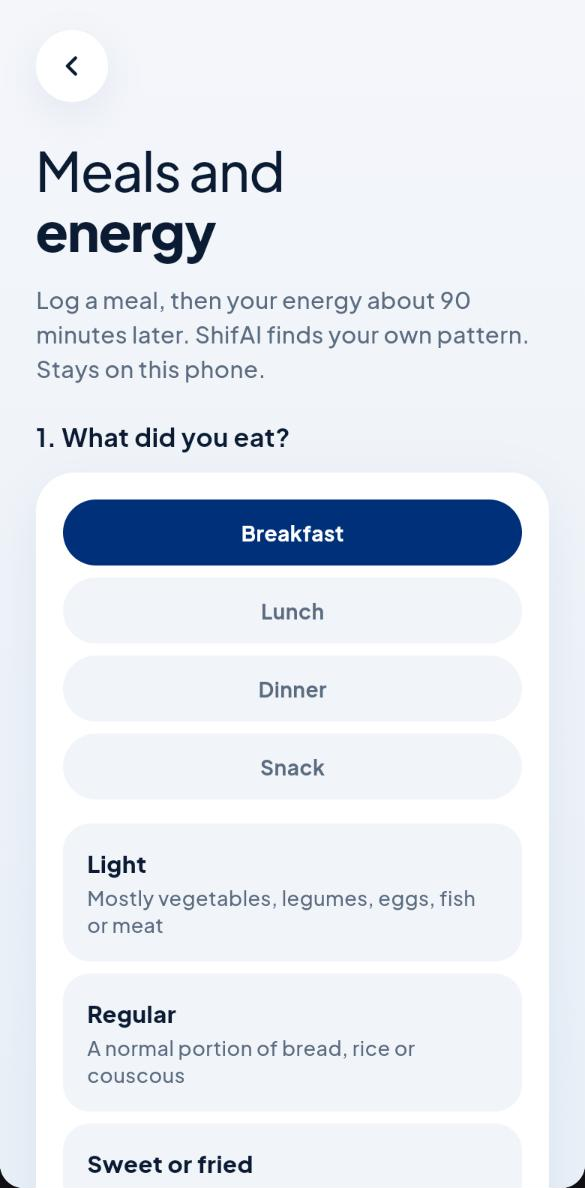 Meals and
energy
Log a meal, then your energy about 90
minutes later. ShifAI finds your own pattern.
Stays on this phone.
1. What did you eat?
Breakfast
Lunch
Dinner
Snack
Light
Mostly vegetables, legumes, eggs, fish
or meat
Regular
A normal portion of bread, rice or
couscous
Sweet or fried